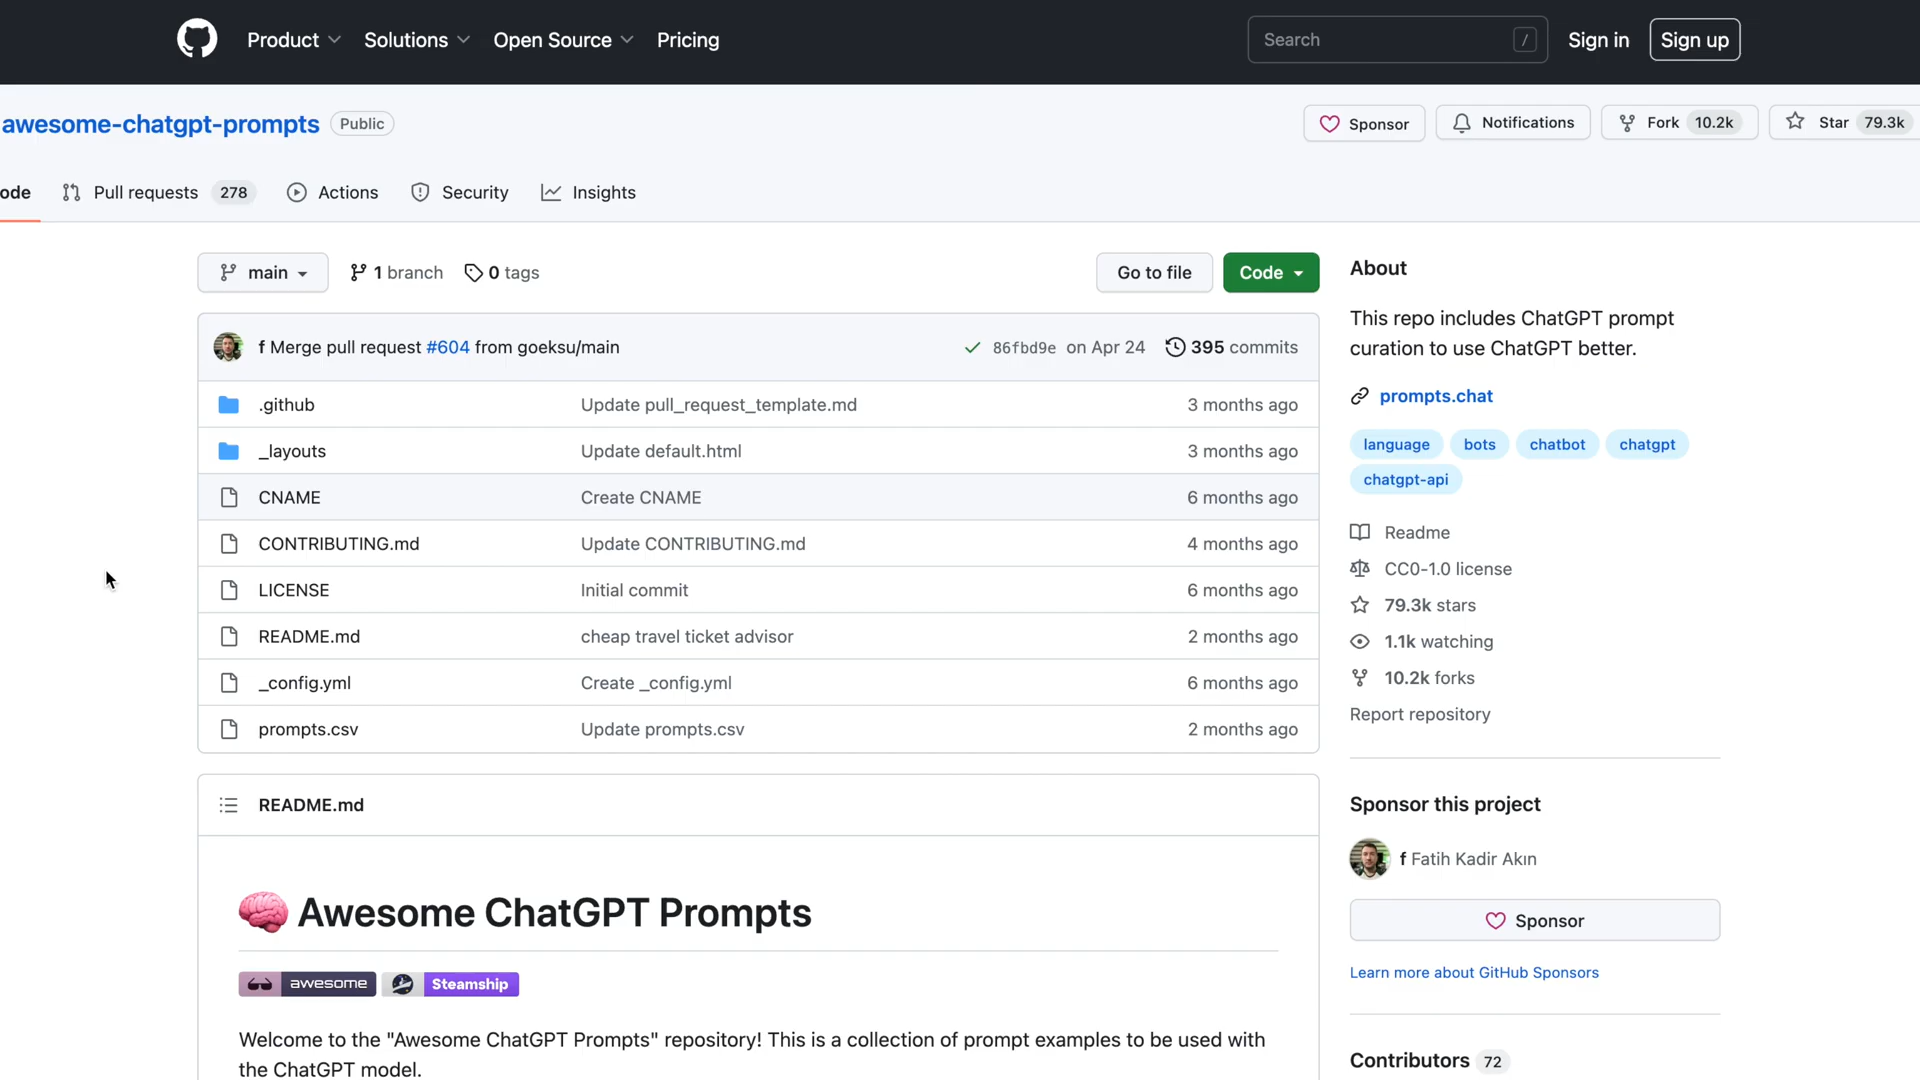 Product Solutions Open Source Pricing Search / Sign in Sign up
awesome-chatgpt-prompts Public Sponsor Notifications Fork 10.2k Star 79.3k
ode Pull requests 278 Actions Security Insights
main 1 branch 0 tags Go to file Code
f Merge pull request #604 from goeksu/main 86fbd9e on Apr 24 395 commits
.github Update pull_request_template.md 3 months ago
_layouts Update default.html 3 months ago
CNAME Create CNAME 6 months ago
CONTRIBUTING.md Update CONTRIBUTING.md 4 months ago
LICENSE Initial commit 6 months ago
README.md cheap travel ticket advisor 2 months ago
_config.yml Create _config.yml 6 months ago
prompts.csv Update prompts.csv 2 months ago
README.md
Awesome ChatGPT Prompts
awesome Steamship
Welcome to the "Awesome ChatGPT Prompts" repository! This is a collection of prompt examples to be used with
the ChatGPT model.
About
This repo includes ChatGPT prompt
curation to use ChatGPT better.
prompts.chat
language bots chatbot chatgpt
chatgpt-api
Readme
CC0-1.0 license
79.3k stars
1.1k watching
10.2k forks
Report repository
Sponsor this project
f Fatih Kadir Akın
Sponsor
Learn more about GitHub Sponsors
Contributors 72